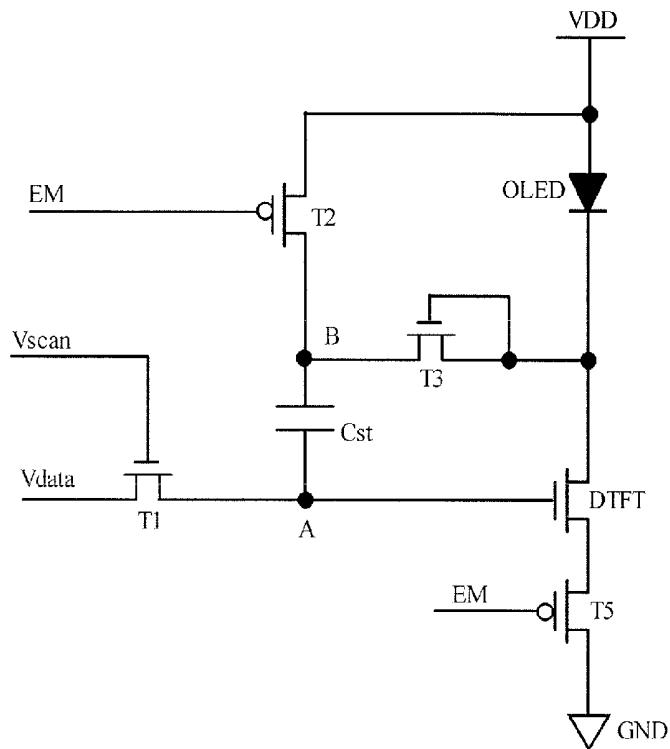 VDD
OLED
EM
T2
B
Vscan
T3
Cst
Vdata
DTFT
T1
A
EM
T5
GND